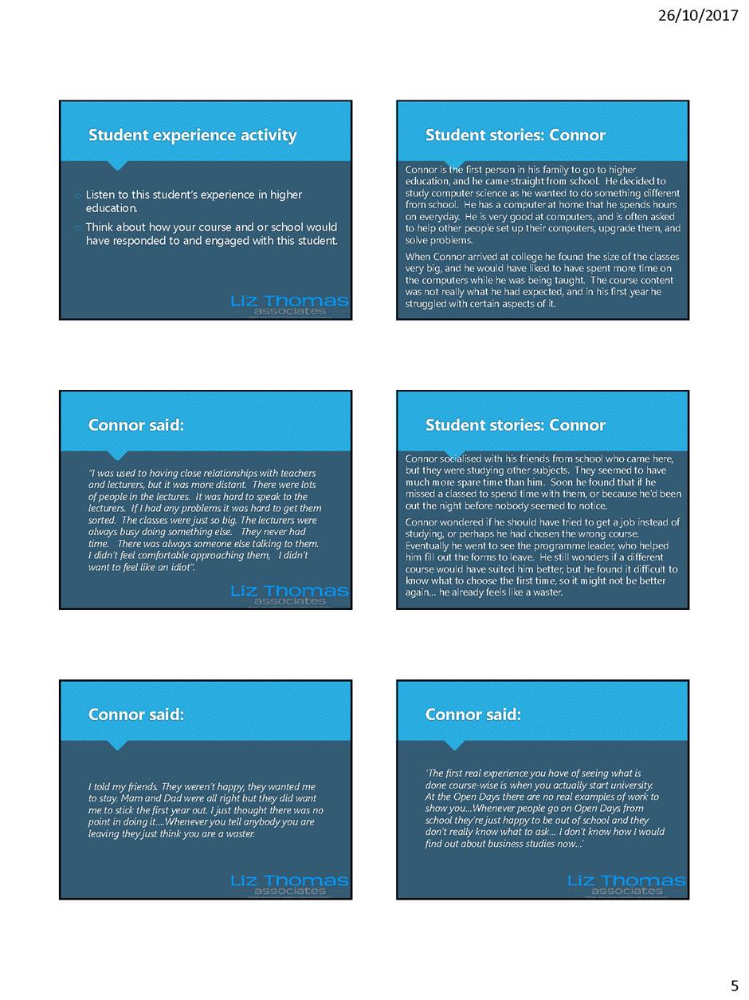 26/10/2017
Student experience activity
Listen to this student's experience in higher
education.
Think about how your course and or school would
have responded to and engaged with this student.
Liz Thomas
associates
Student stories: Connor
Connor is the first person in his family to go to higher
education, and he came straight from school.  He decided to
study computer science as he wanted to do something different
from school.  He has a computer at home that he spends hours
on everyday.  He is very good at computers, and is often asked
to help other people set up their computers, upgrade them, and
solve problems.
When Connor arrived at college he found the size of the classes
very big, and he would have liked to have spent more time on
the computers while he was being taught.  The course content
was not really what he had expected, and in his first year he
struggled with certain aspects of it.
Connor said:
"I was used to having close relationships with teachers
and lecturers, but it was more distant.  There were lots
of people in the lectures.  It was hard to speak to the
lecturers.  If I had any problems it was hard to get them
sorted.  The classes were just so big. The lecturers were
always busy doing something else.   They never had
time.   There was always someone else talking to them.
I didn't feel comfortable approaching them,   I didn't
want to feel like an idiot".
Liz Thomas
associates
Student stories: Connor
Connor socialised with his friends from school who came here,
but they were studying other subjects.  They seemed to have
much more spare time than him.  Soon he found that if he
missed a classed to spend time with them, or because he'd been
out the night before nobody seemed to notice.
Connor wondered if he should have tried to get a job instead of
studying, or perhaps he had chosen the wrong course.
Eventually he went to see the programme leader, who helped
him fill out the forms to leave.  He still wonders if a different
course would have suited him better, but he found it difficult to
know what to choose the first time, so it might not be better
again... he already feels like a waster.
Connor said:
I told my friends. They weren't happy, they wanted me
to stay. Mam and Dad were all right but they did want
me to stick the first year out. I just thought there was no
point in doing it....Whenever you tell anybody you are
leaving they just think you are a waster.
Liz Thomas
associates
Connor said:
'The first real experience you have of seeing what is
done course-wise is when you actually start university.
At the Open Days there are no real examples of work to
show you...Whenever people go on Open Days from
school they're just happy to be out of school and they
don't really know what to ask... I don't know how I would
find out about business studies now...'
Liz Thomas
associates
5